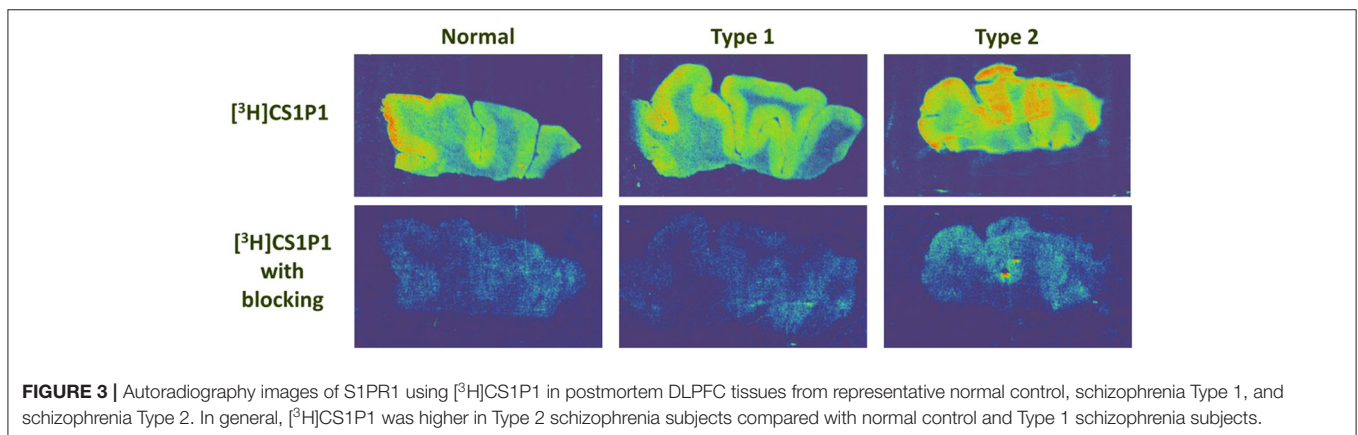 Normal Type 1 Type 2
[³H]CS1P1
[³H]CS1P1
with
blocking
FIGURE 3 | Autoradiography images of S1PR1 using [³H]CS1P1 in postmortem DLPFC tissues from representative normal control, schizophrenia Type 1, and
schizophrenia Type 2. In general, [³H]CS1P1 was higher in Type 2 schizophrenia subjects compared with normal control and Type 1 schizophrenia subjects.